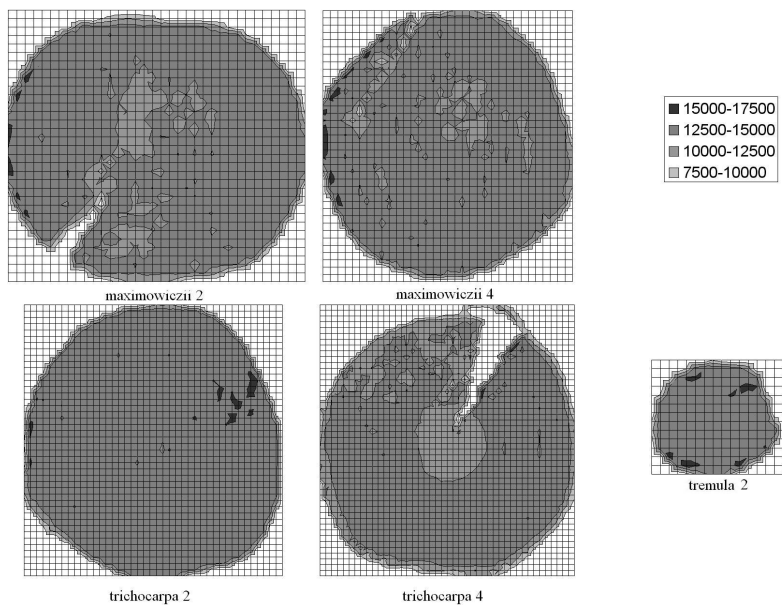 15000-17500
12500-15000
10000-12500
7500-10000
maximowiczii 2
maximowiczii 4
trichocarpa 2
trichocarpa 4
tremula 2